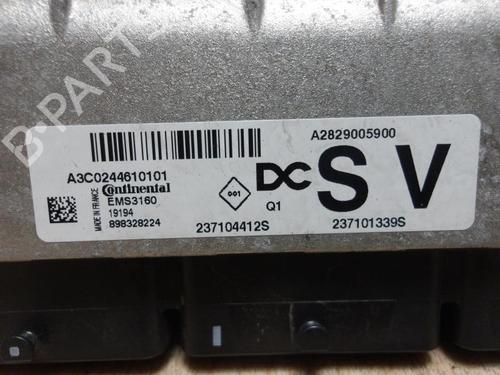 A2829005900
A3C0244610101
Continental
EMS3160
19194
898328224
MADE IN FRANCE
001
DC
Q1
S V
237104412S
237101339S
B-PARTS